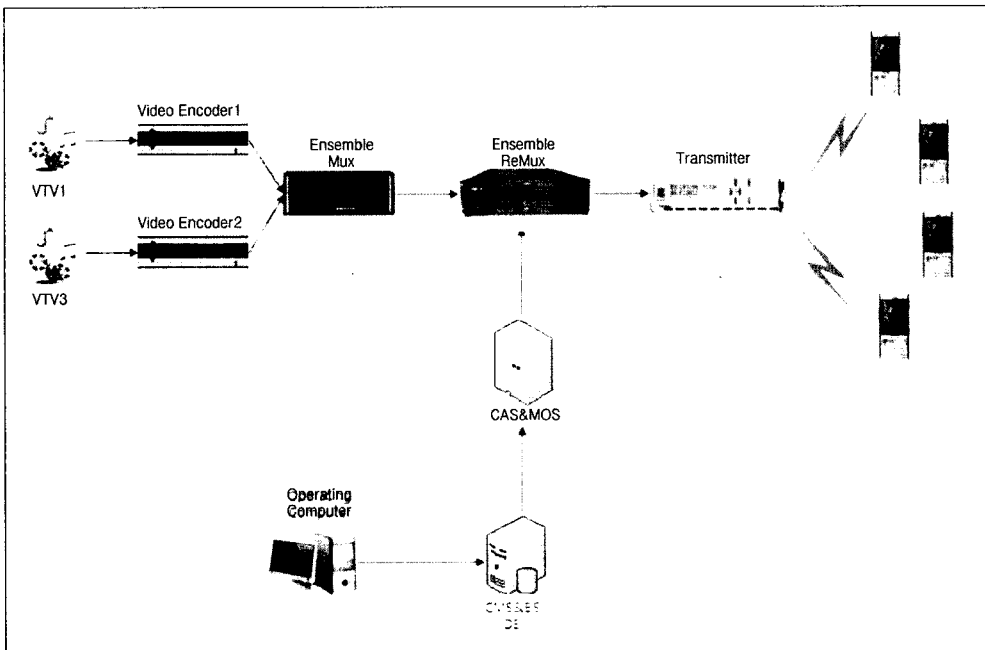 Video Encoder1
VTV1
Video Encoder2
VTV3
Ensemble
Mux
Ensemble
ReMux
Transmitter
CAS&MOS
Operating
Computer